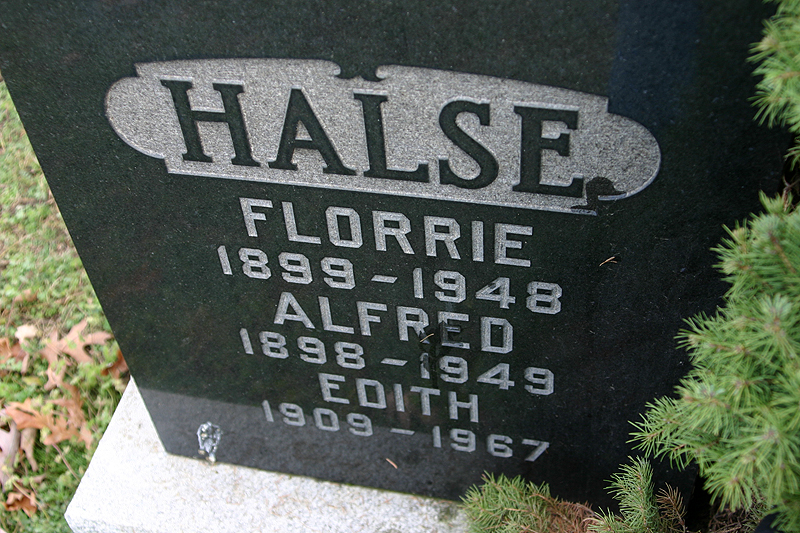 HALSE
FLORRIE
1899 - 1948
ALFRED
1898 - 1949
EDITH
1909 - 1967